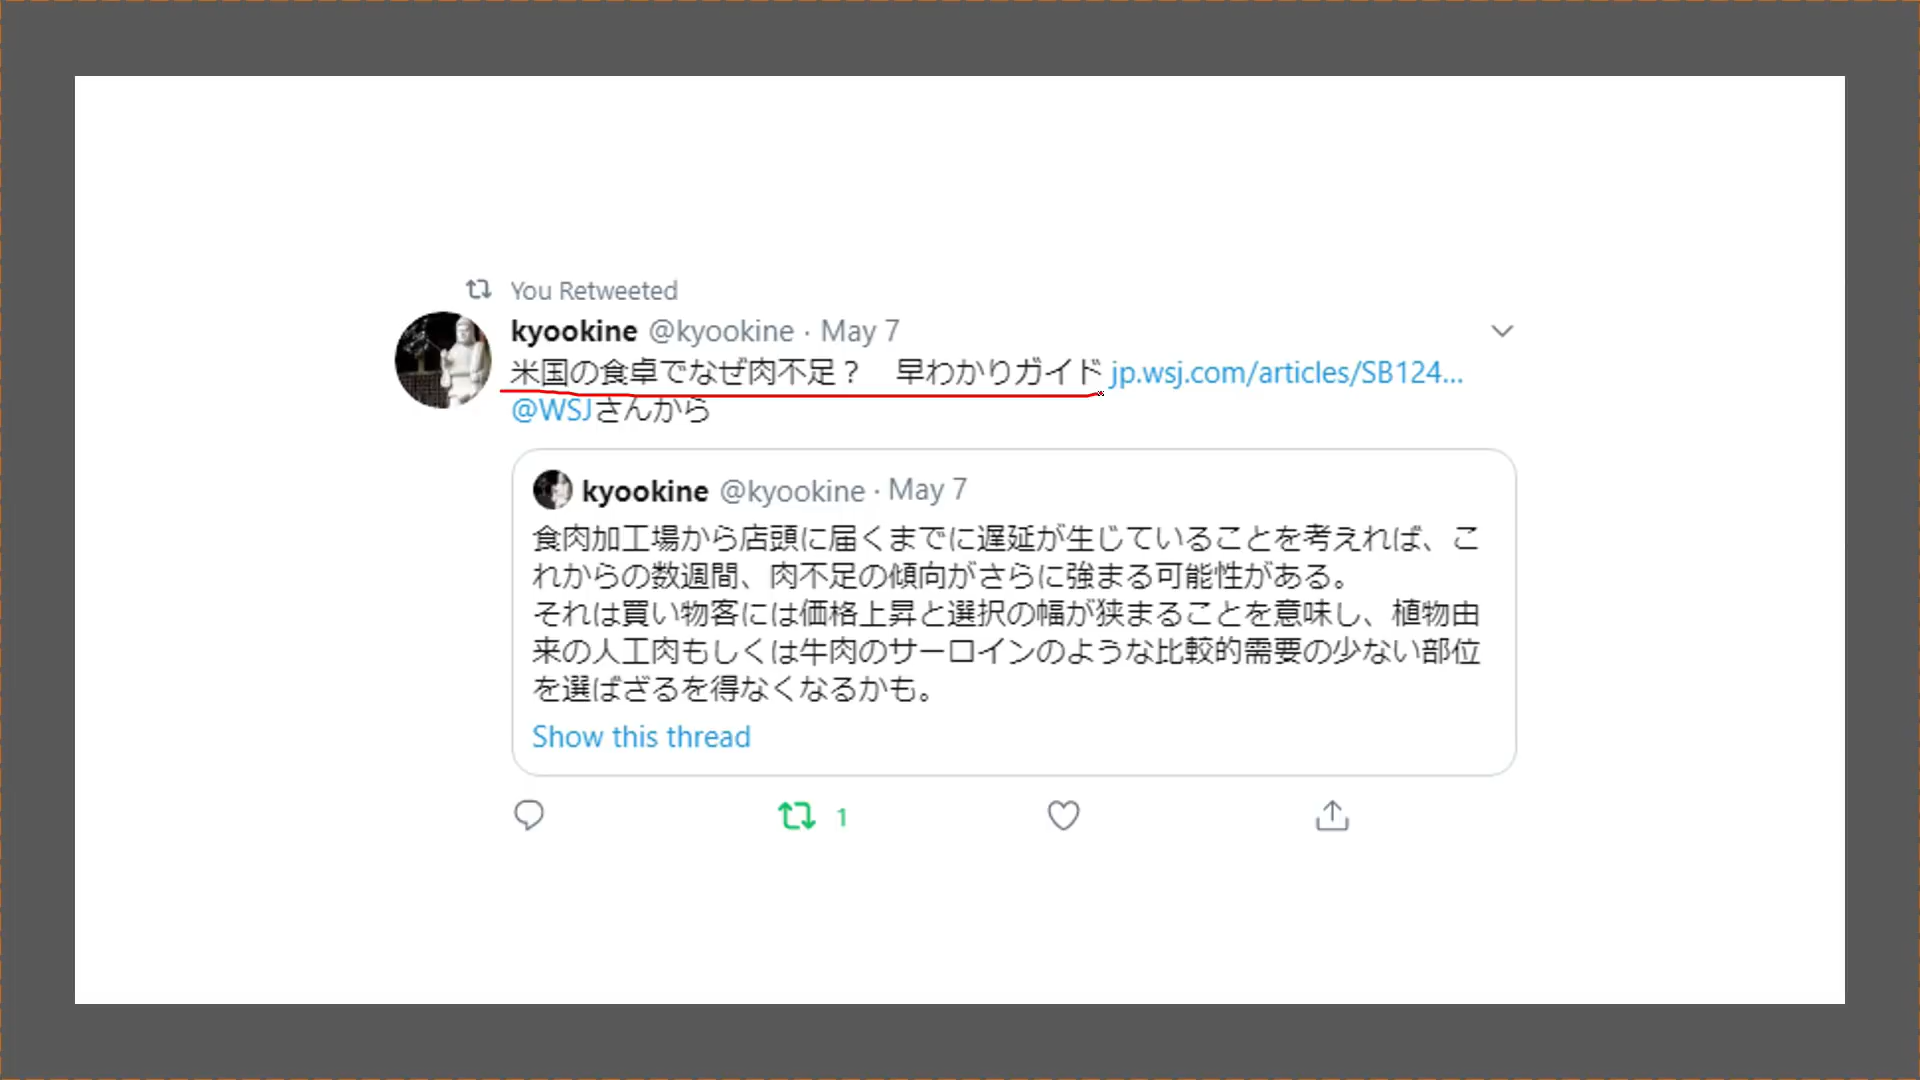 You Retweeted
kyookine @kyookine · May 7
米国の食卓でなぜ肉不足？　早わかりガイド jp.wsj.com/articles/SB124...
@WSJさんから
kyookine @kyookine · May 7
食肉加工場から店頭に届くまでに遅延が生じていることを考えれば、こ
れからの数週間、肉不足の傾向がさらに強まる可能性がある。
それは買い物客には価格上昇と選択の幅が狭まることを意味し、植物由
来の人工肉もしくは牛肉のサーロインのような比較的需要の少ない部位
を選ばざるを得なくなるかも。
Show this thread
1